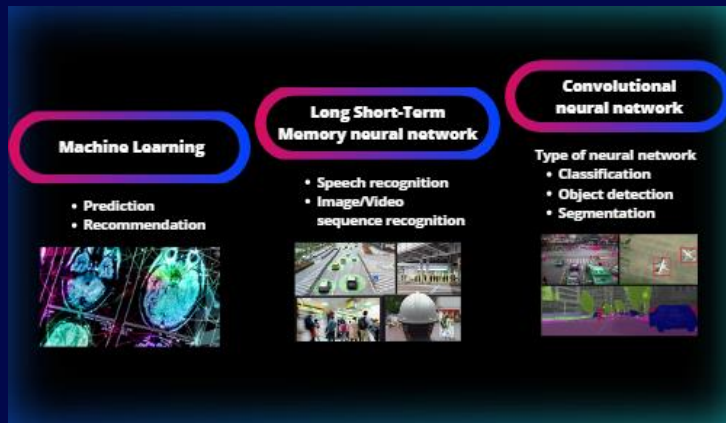 Machine Learning
• Prediction
• Recommendation
Long Short-Term
Memory neural network
• Speech recognition
• Image/Video
sequence recognition
Convolutional
neural network
Type of neural network
• Classification
• Object detection
• Segmentation